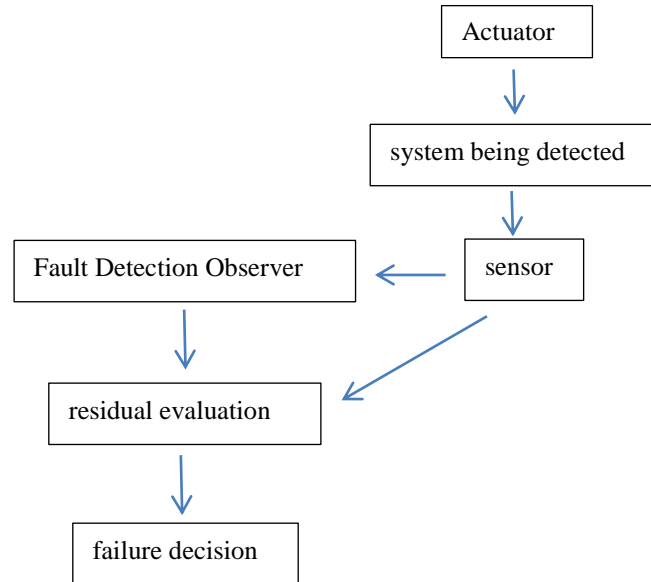 Actuator
system being detected
Fault Detection Observer
sensor
residual evaluation
failure decision